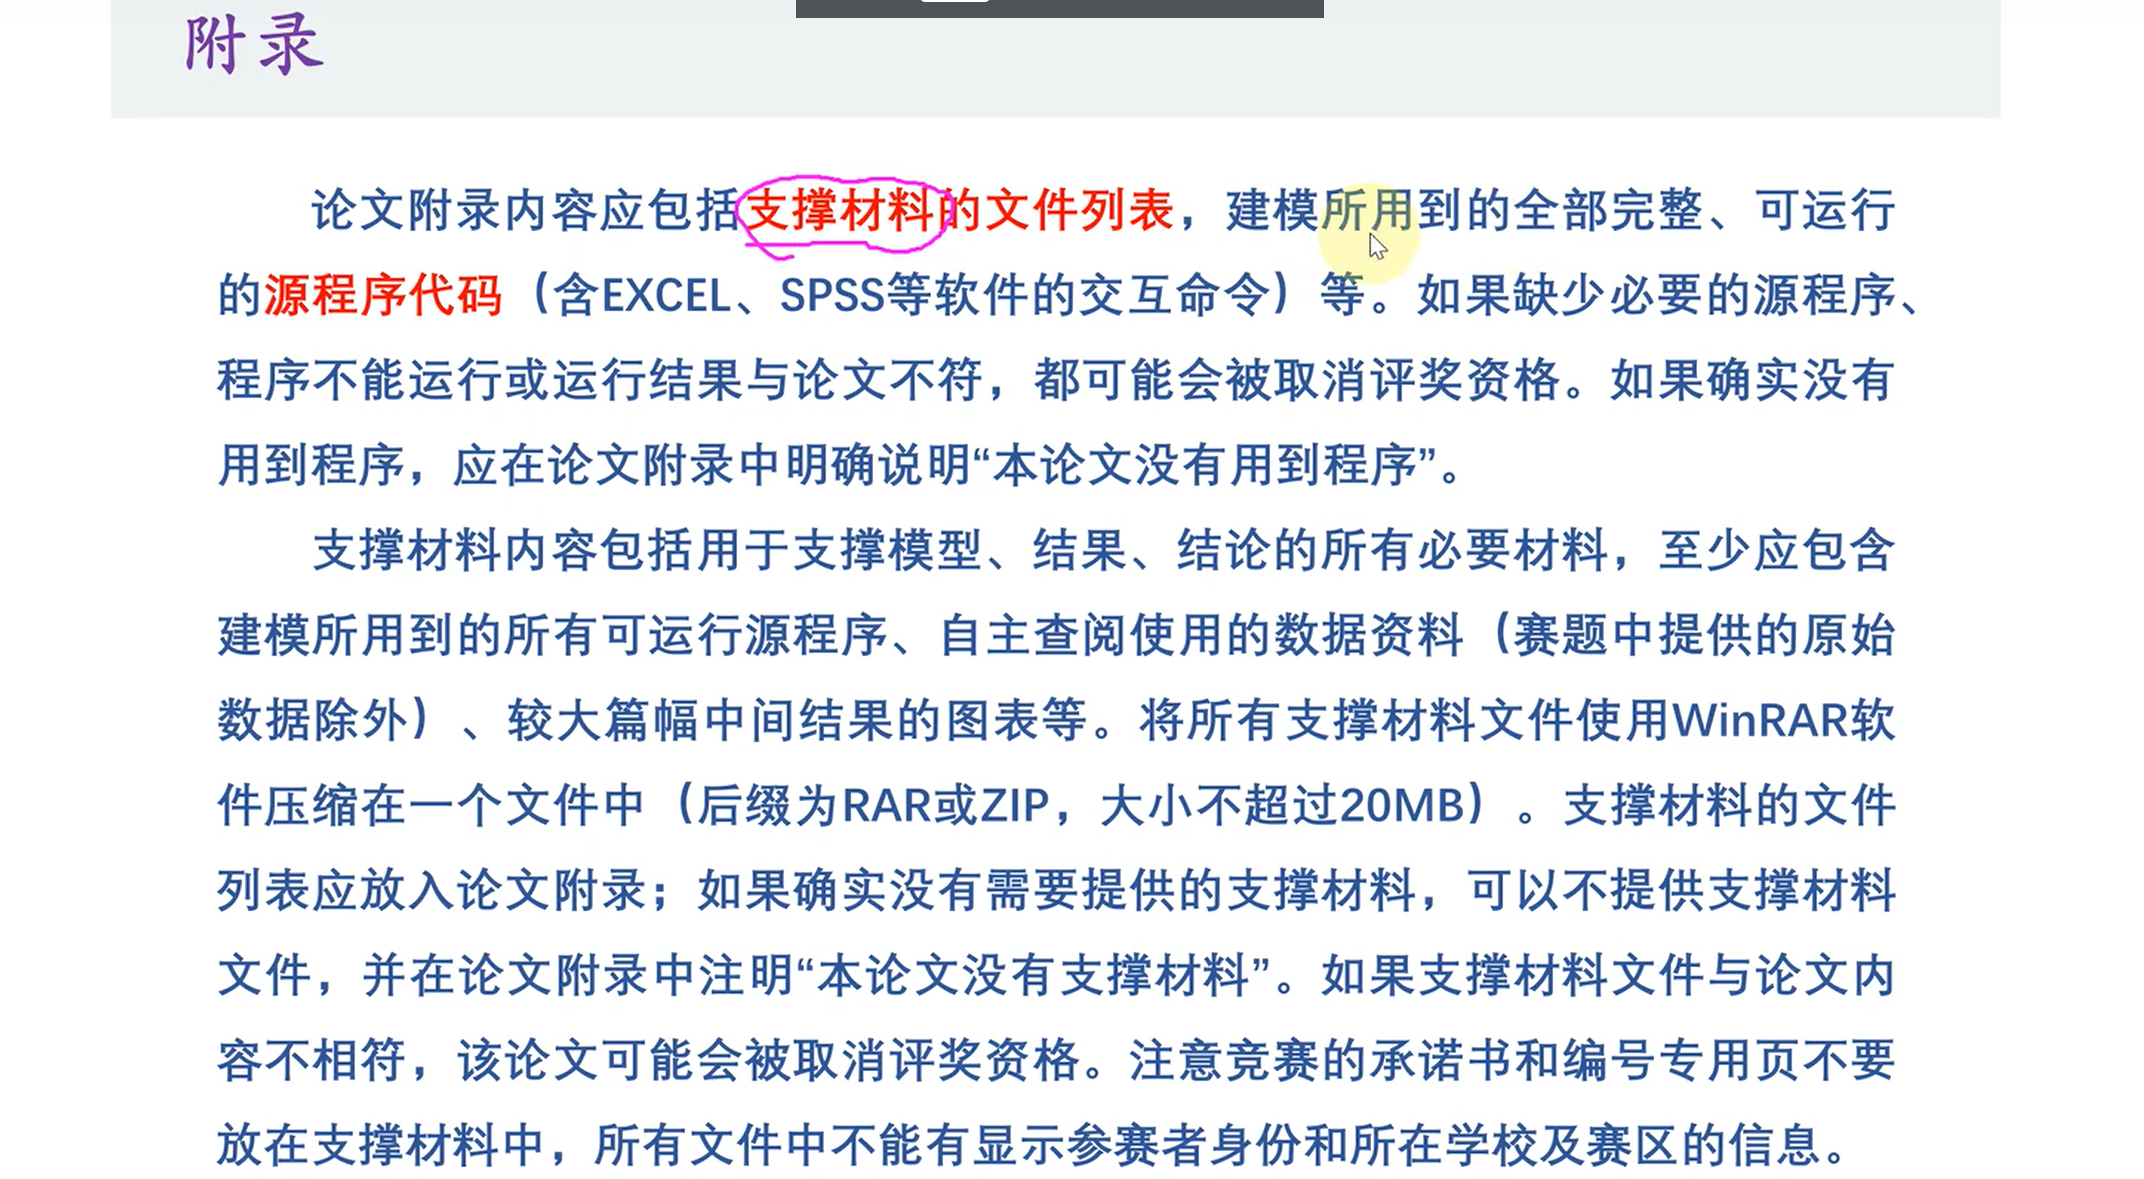 附录
论文附录内容应包括支撑材料的文件列表，建模所用到的全部完整、可运行
的源程序代码（含EXCEL、SPSS等软件的交互命令）等。如果缺少必要的源程序、
程序不能运行或运行结果与论文不符，都可能会被取消评奖资格。如果确实没有
用到程序，应在论文附录中明确说明“本论文没有用到程序”。
支撑材料内容包括用于支撑模型、结果、结论的所有必要材料，至少应包含
建模所用到的所有可运行源程序、自主查阅使用的数据资料（赛题中提供的原始
数据除外）、较大篇幅中间结果的图表等。将所有支撑材料文件使用WinRAR软
件压缩在一个文件中（后缀为RAR或ZIP，大小不超过20MB）。支撑材料的文件
列表应放入论文附录；如果确实没有需要提供的支撑材料，可以不提供支撑材料
文件，并在论文附录中注明“本论文没有支撑材料”。如果支撑材料文件与论文内
容不相符，该论文可能会被取消评奖资格。注意竞赛的承诺书和编号专用页不要
放在支撑材料中，所有文件中不能有显示参赛者身份和所在学校及赛区的信息。